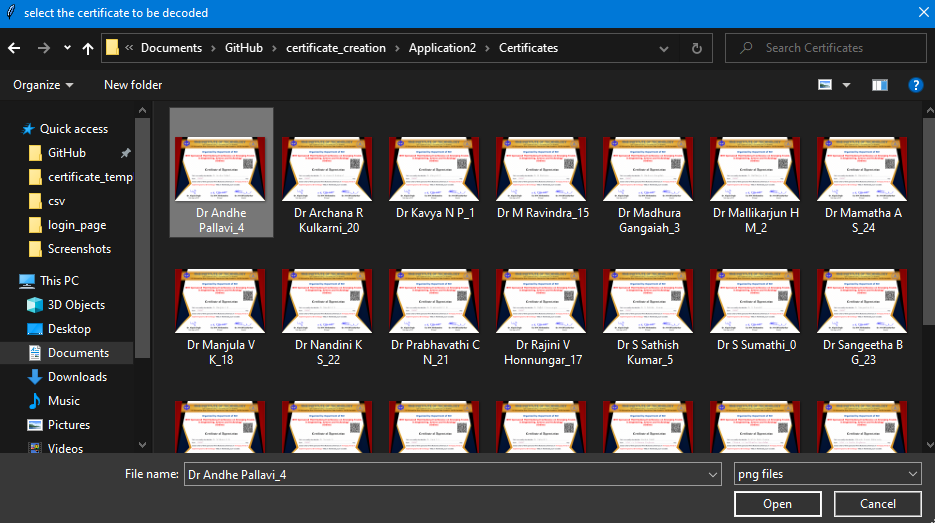 select the certificate to be decoded
Documents
GitHub
certificate_creation
Application2
Certificates
Search Certificates
Organize
New folder
Quick access
GitHub
certificate_temp
csv
login_page
Screenshots
This PC
3D Objects
Desktop
Documents
Downloads
Music
Pictures
Videos
Dr Andhe
Pallavi_4
Dr Archana R
Kulkarni_20
Dr Kavya N P_1
Dr M Ravindra_15
Dr Madhura
Gangaiah_3
Dr Mallikarjun H
M_2
Dr Mamatha A
S_24
Dr Manjula V
K_18
Dr Nandini K
S_22
Dr Prabhavathi C
N_21
Dr Rajini V
Honnungar_17
Dr S Sathish
Kumar_5
Dr S Sumathi_0
Dr Sangeetha B
G_23
File name:
Dr Andhe Pallavi_4
png files
Open
Cancel